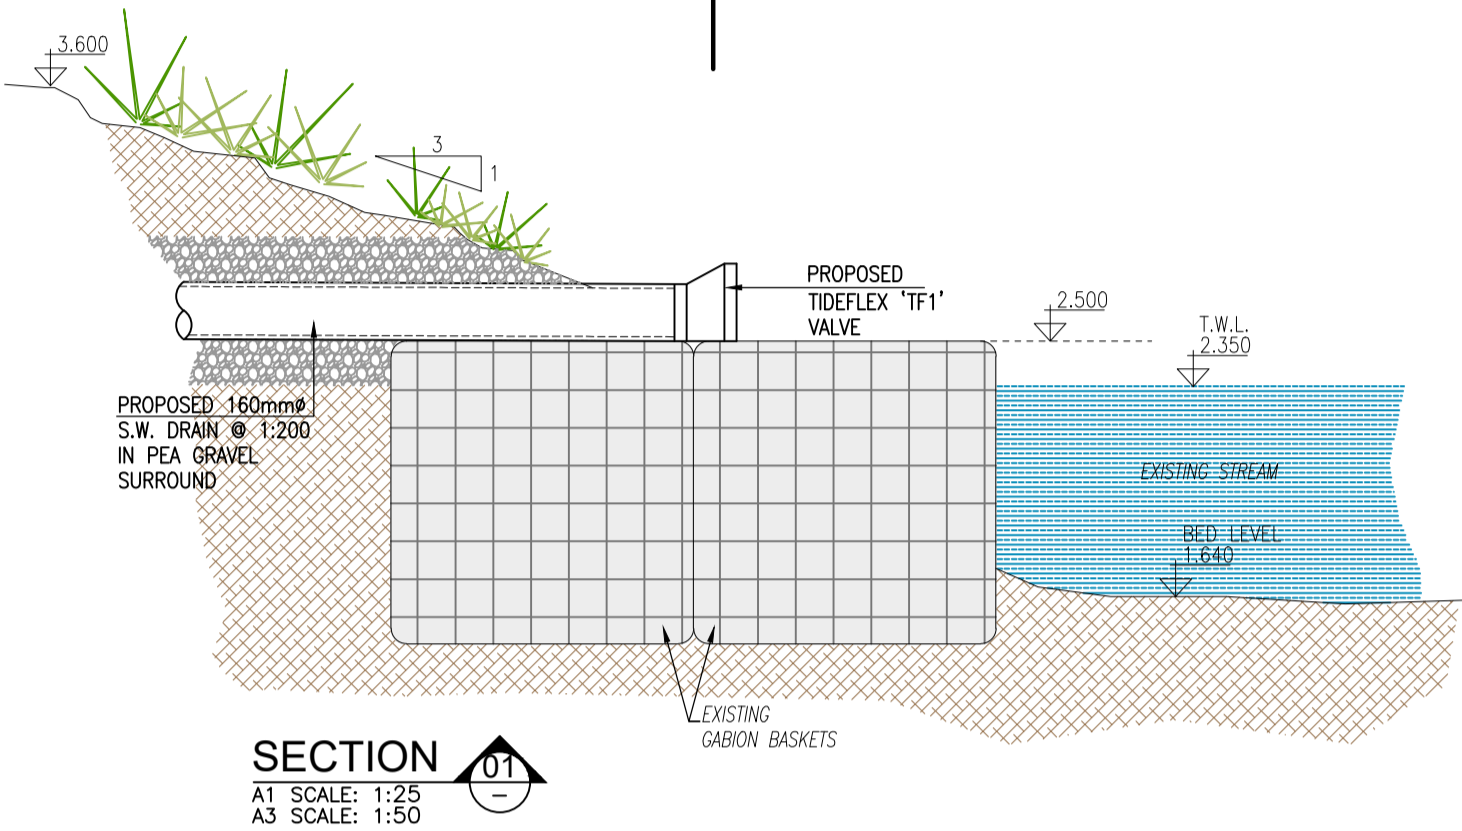 3.600
3
1
PROPOSED
TIDEFLEX ‘TF1’
VALVE
2.500
T.W.L.
2.350
PROPOSED 160mmø
S.W. DRAIN @ 1:200
IN PEA GRAVEL
SURROUND
EXISTING STREAM
BED LEVEL
1.640
EXISTING
GABION BASKETS
SECTION
01
–
A1 SCALE: 1:25
A3 SCALE: 1:50